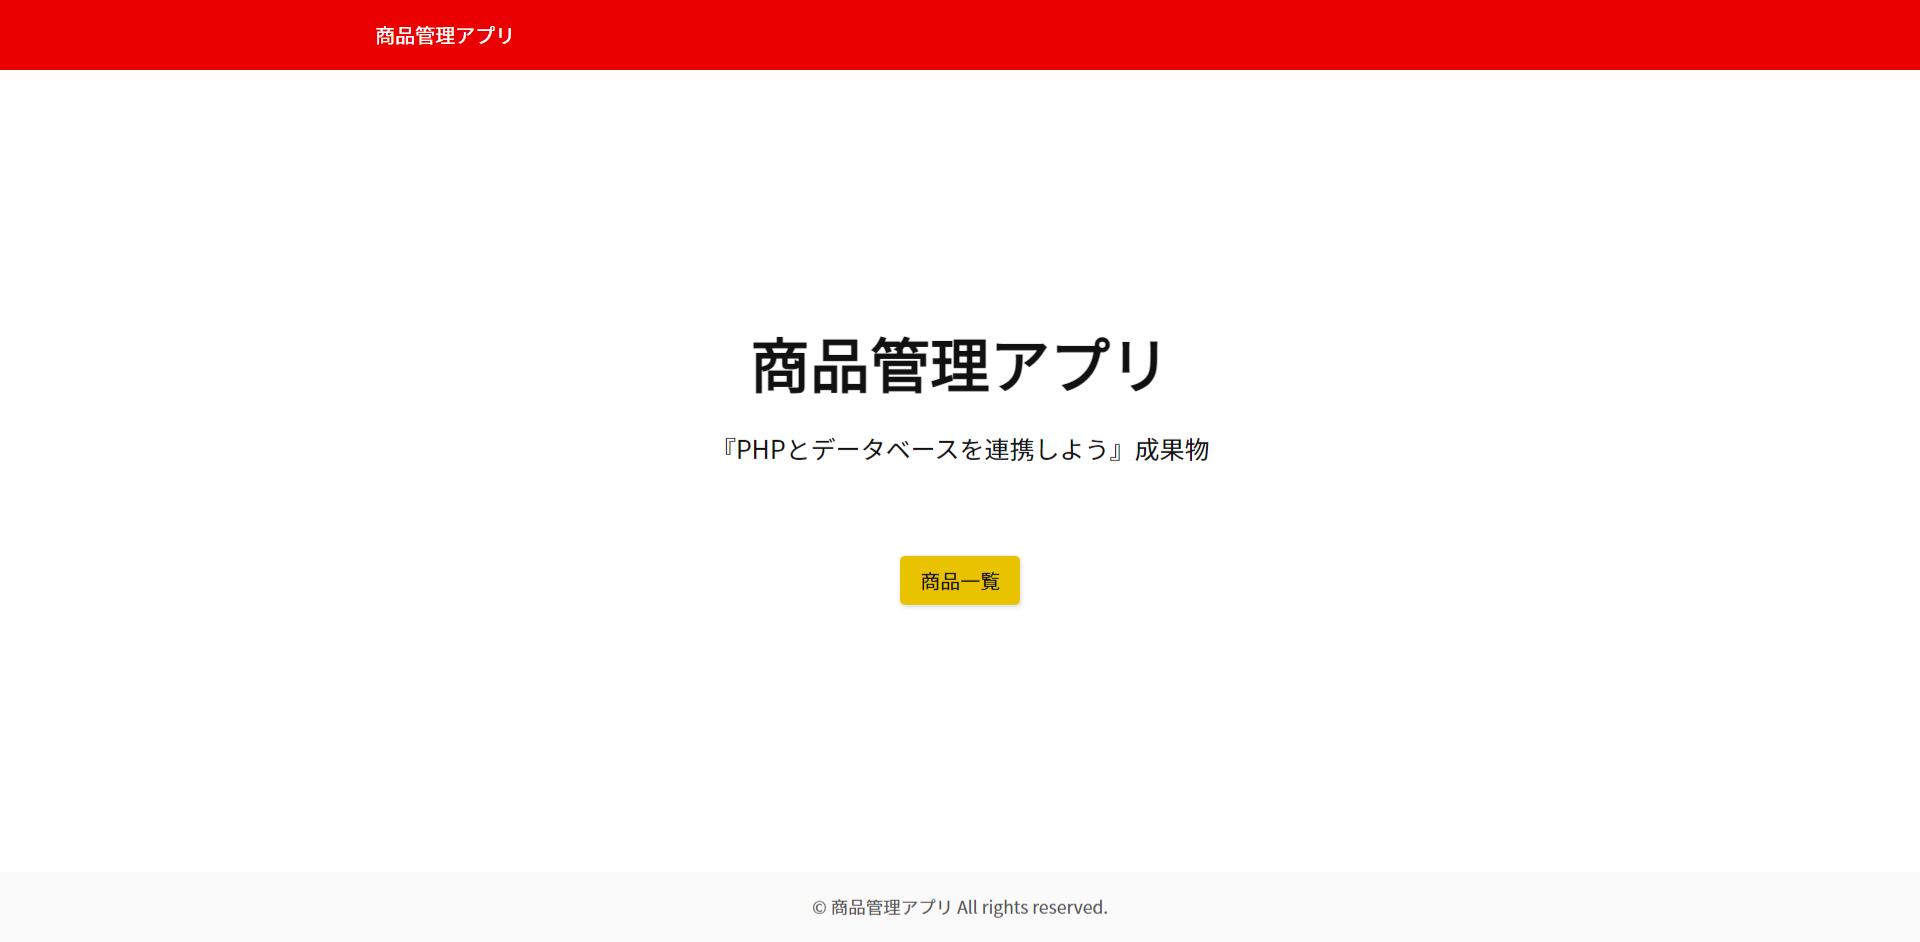 商品管理アプリ
商品管理アプリ
『PHPとデータベースを連携しよう』成果物
商品一覧
© 商品管理アプリ All rights reserved.